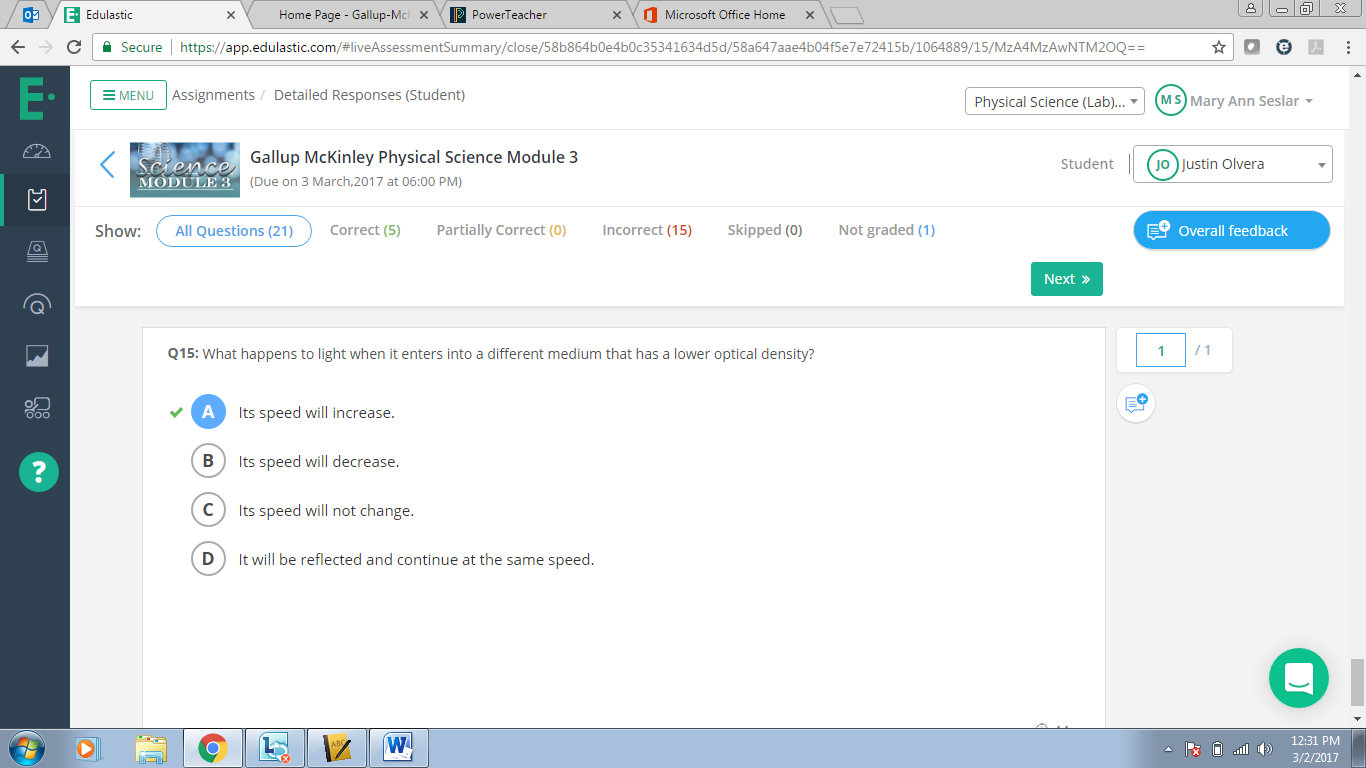 Edulastic
Home Page - Gallup-McK
PowerTeacher
Microsoft Office Home
Secure
https://app.edulastic.com/#liveAssessmentSummary/close/58b864b0e4b0c35341634d5d/58a647aae4b04f5e7e72415b/1064889/15/MzA4MzAwNTM2OQ==
E
MENU
Assignments / Detailed Responses (Student)
Physical Science (Lab)...
MS
Mary Ann Seslar
Science
MODULE 3
Gallup McKinley Physical Science Module 3
(Due on 3 March,2017 at 06:00 PM)
Student
JO
Justin Olvera
Show:
All Questions (21)
Correct (5)
Partially Correct (0)
Incorrect (15)
Skipped (0)
Not graded (1)
Overall feedback
Next »
Q15: What happens to light when it enters into a different medium that has a lower optical density?
1 / 1
A Its speed will increase.
B Its speed will decrease.
C Its speed will not change.
D It will be reflected and continue at the same speed.
?
12:31 PM
3/2/2017